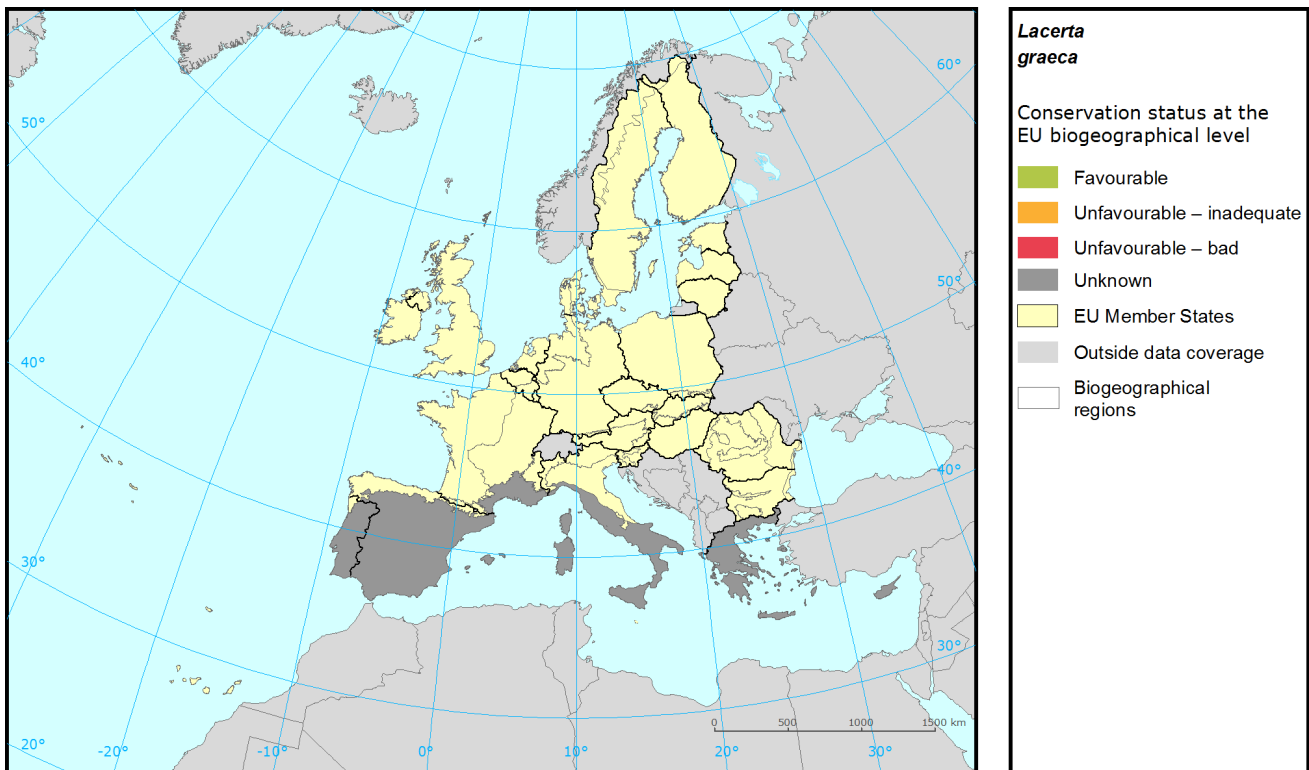 60°
50°
50°
40°
40°
30°
30°
20°
-20°
-10°
0°
10°
20°
30°
0 500 1000 1500 km
Lacerta
graeca
Conservation status at the
EU biogeographical level
Favourable
Unfavourable – inadequate
Unfavourable – bad
Unknown
EU Member States
Outside data coverage
Biogeographical
regions